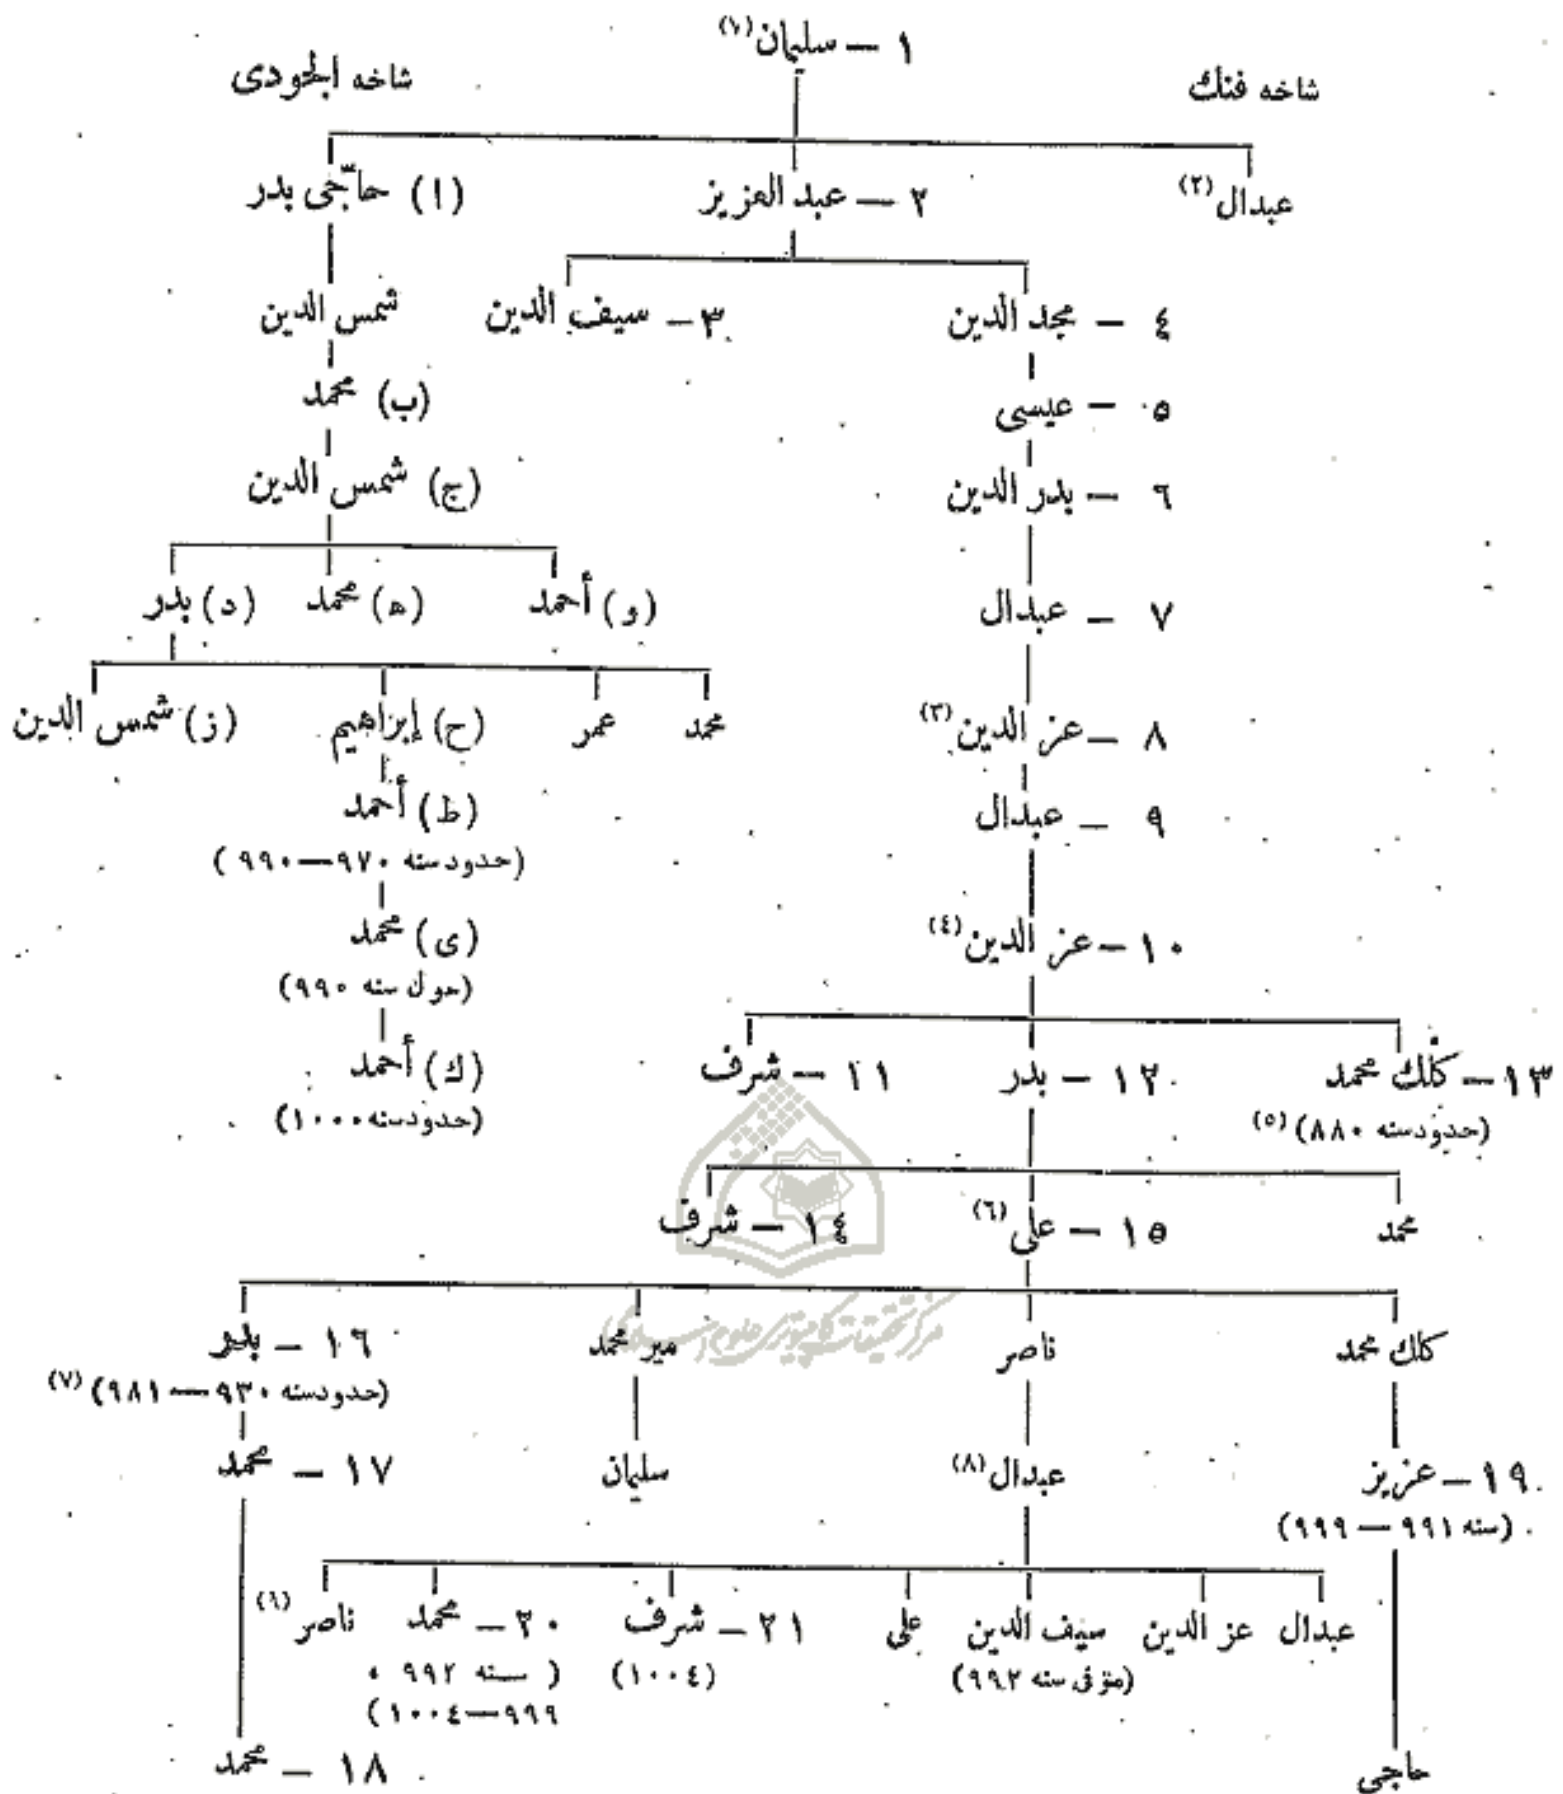 ١ — سليمان (١)
شاخه فنك
شاخه الجودى
عبدال (٢)
٢ — عبد العزيز
(ا) حاجّى بدر
٤ — مجد الدين
٣ — سيف الدين
شمس الدين
٥ — عيسى
(ب) محمد
٦ — بدر الدين
(ج) شمس الدين
٧ — عبدال
(و) أحمد
(ه) محمد
(د) بدر
٨ — عز الدين (٣)
محمد
عمر
(ح) إبراهيم
(ز) شمس الدين
٩ — عبدال
(ط) أحمد
(حدود سنه ٩٧٠—٩٩٠)
١٠ — عز الدين (٤)
(ى) محمد
(حول سنه ٩٩٠)
١٣ — كلك محمد
١٢ — بدر
١١ — شرف
(ك) أحمد
(حدود سنه ٨٨٠) (٥)
(حدود سنه ١٠٠٠)
محمد
١٥ — على (٦)
١٤ — شرف
كلك محمد
ناصر
مير محمد
١٦ — بدر
(حدود سنه ٩٣٠ — ٩٨١) (٧)
١٩ — عزيز
عبدال (٨)
سليمان
١٧ — محمد
(سنه ٩٩١ — ٩٩٩)
عبدال
عز الدين
سيف الدين
على
٢١ — شرف
٢٠ — محمد
ناصر
(متوفى سنه ٩٩٢)
(١٠٠٤)
( سنه ٩٩٢ ،
٩٩٩—١٠٠٤)
حاجى
١٨ — محمد